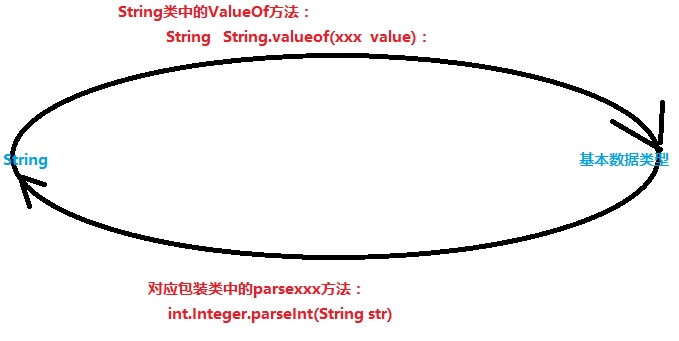 String类中的ValueOf方法：
String String.valueof(xxx value)：
String
基本数据类型
对应包装类中的parsexxx方法：
int.Integer.parseInt(String str)